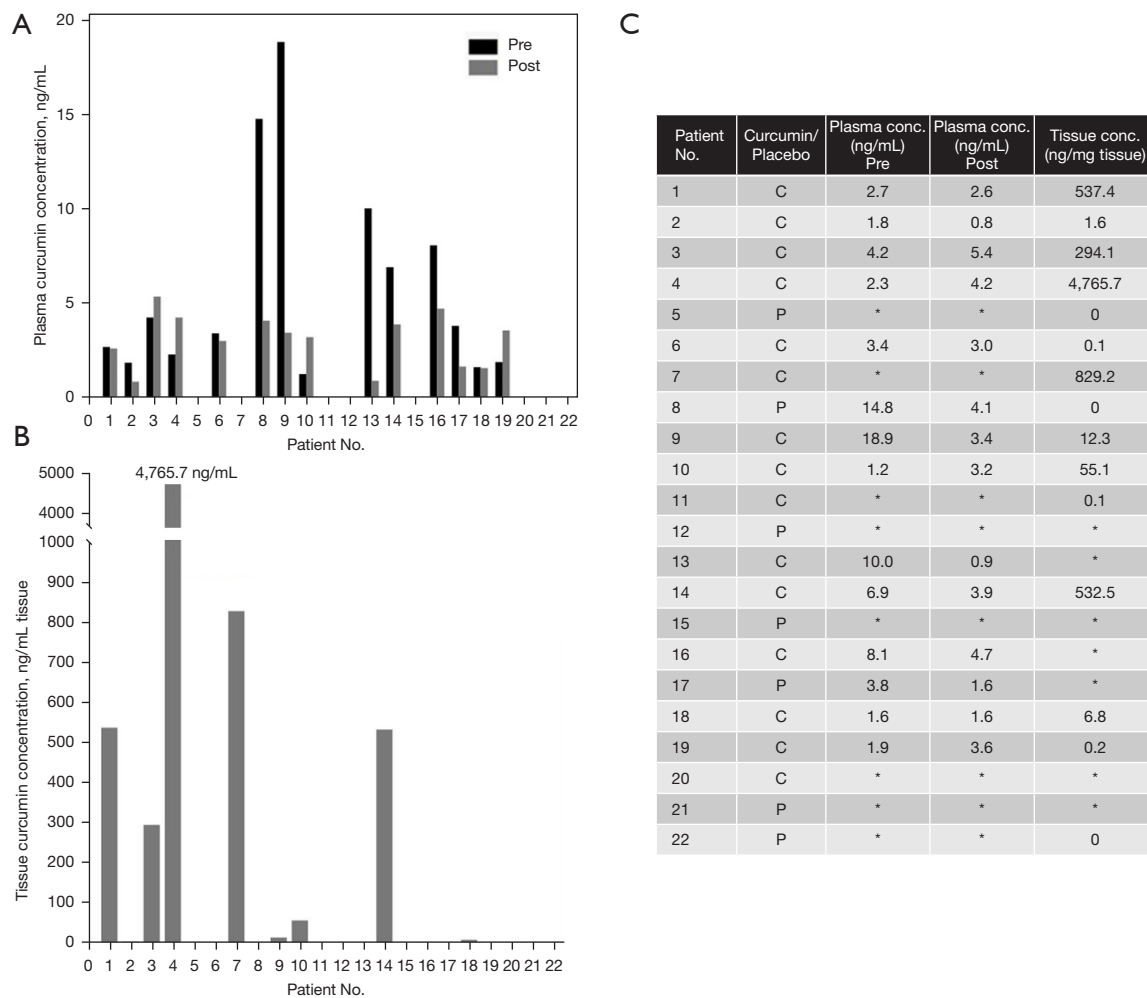 A
20
15
10
5
0
Plasma curcumin concentration, ng/mL
Pre
Post
0 1 2 3 4 5 6 7 8 9 10 11 12 13 14 15 16 17 18 19 20 21 22
Patient No.
B
4,765.7 ng/mL
5000
4000
1000
900
800
700
600
500
400
300
200
100
0
Tissue curcumin concentration, ng/mL tissue
0 1 3 4 7 8 9 10 11 12 13 14 15 16 17 18 19 20 21 22
Patient No.
C
Patient No. Curcumin/ Placebo Plasma conc. (ng/mL) Pre Plasma conc. (ng/mL) Post Tissue conc. (ng/mg tissue)
1 C 2.7 2.6 537.4
2 C 1.8 0.8 1.6
3 C 4.2 5.4 294.1
4 C 2.3 4.2 4,765.7
5 P * * 0
6 C 3.4 3.0 0.1
7 C * * 829.2
8 P 14.8 4.1 0
9 C 18.9 3.4 12.3
10 C 1.2 3.2 55.1
11 C * * 0.1
12 P * * *
13 C 10.0 0.9 *
14 C 6.9 3.9 532.5
15 P * * *
16 C 8.1 4.7 *
17 P 3.8 1.6 *
18 C 1.6 1.6 6.8
19 C 1.9 3.6 0.2
20 C * * *
21 P * * *
22 P * * 0